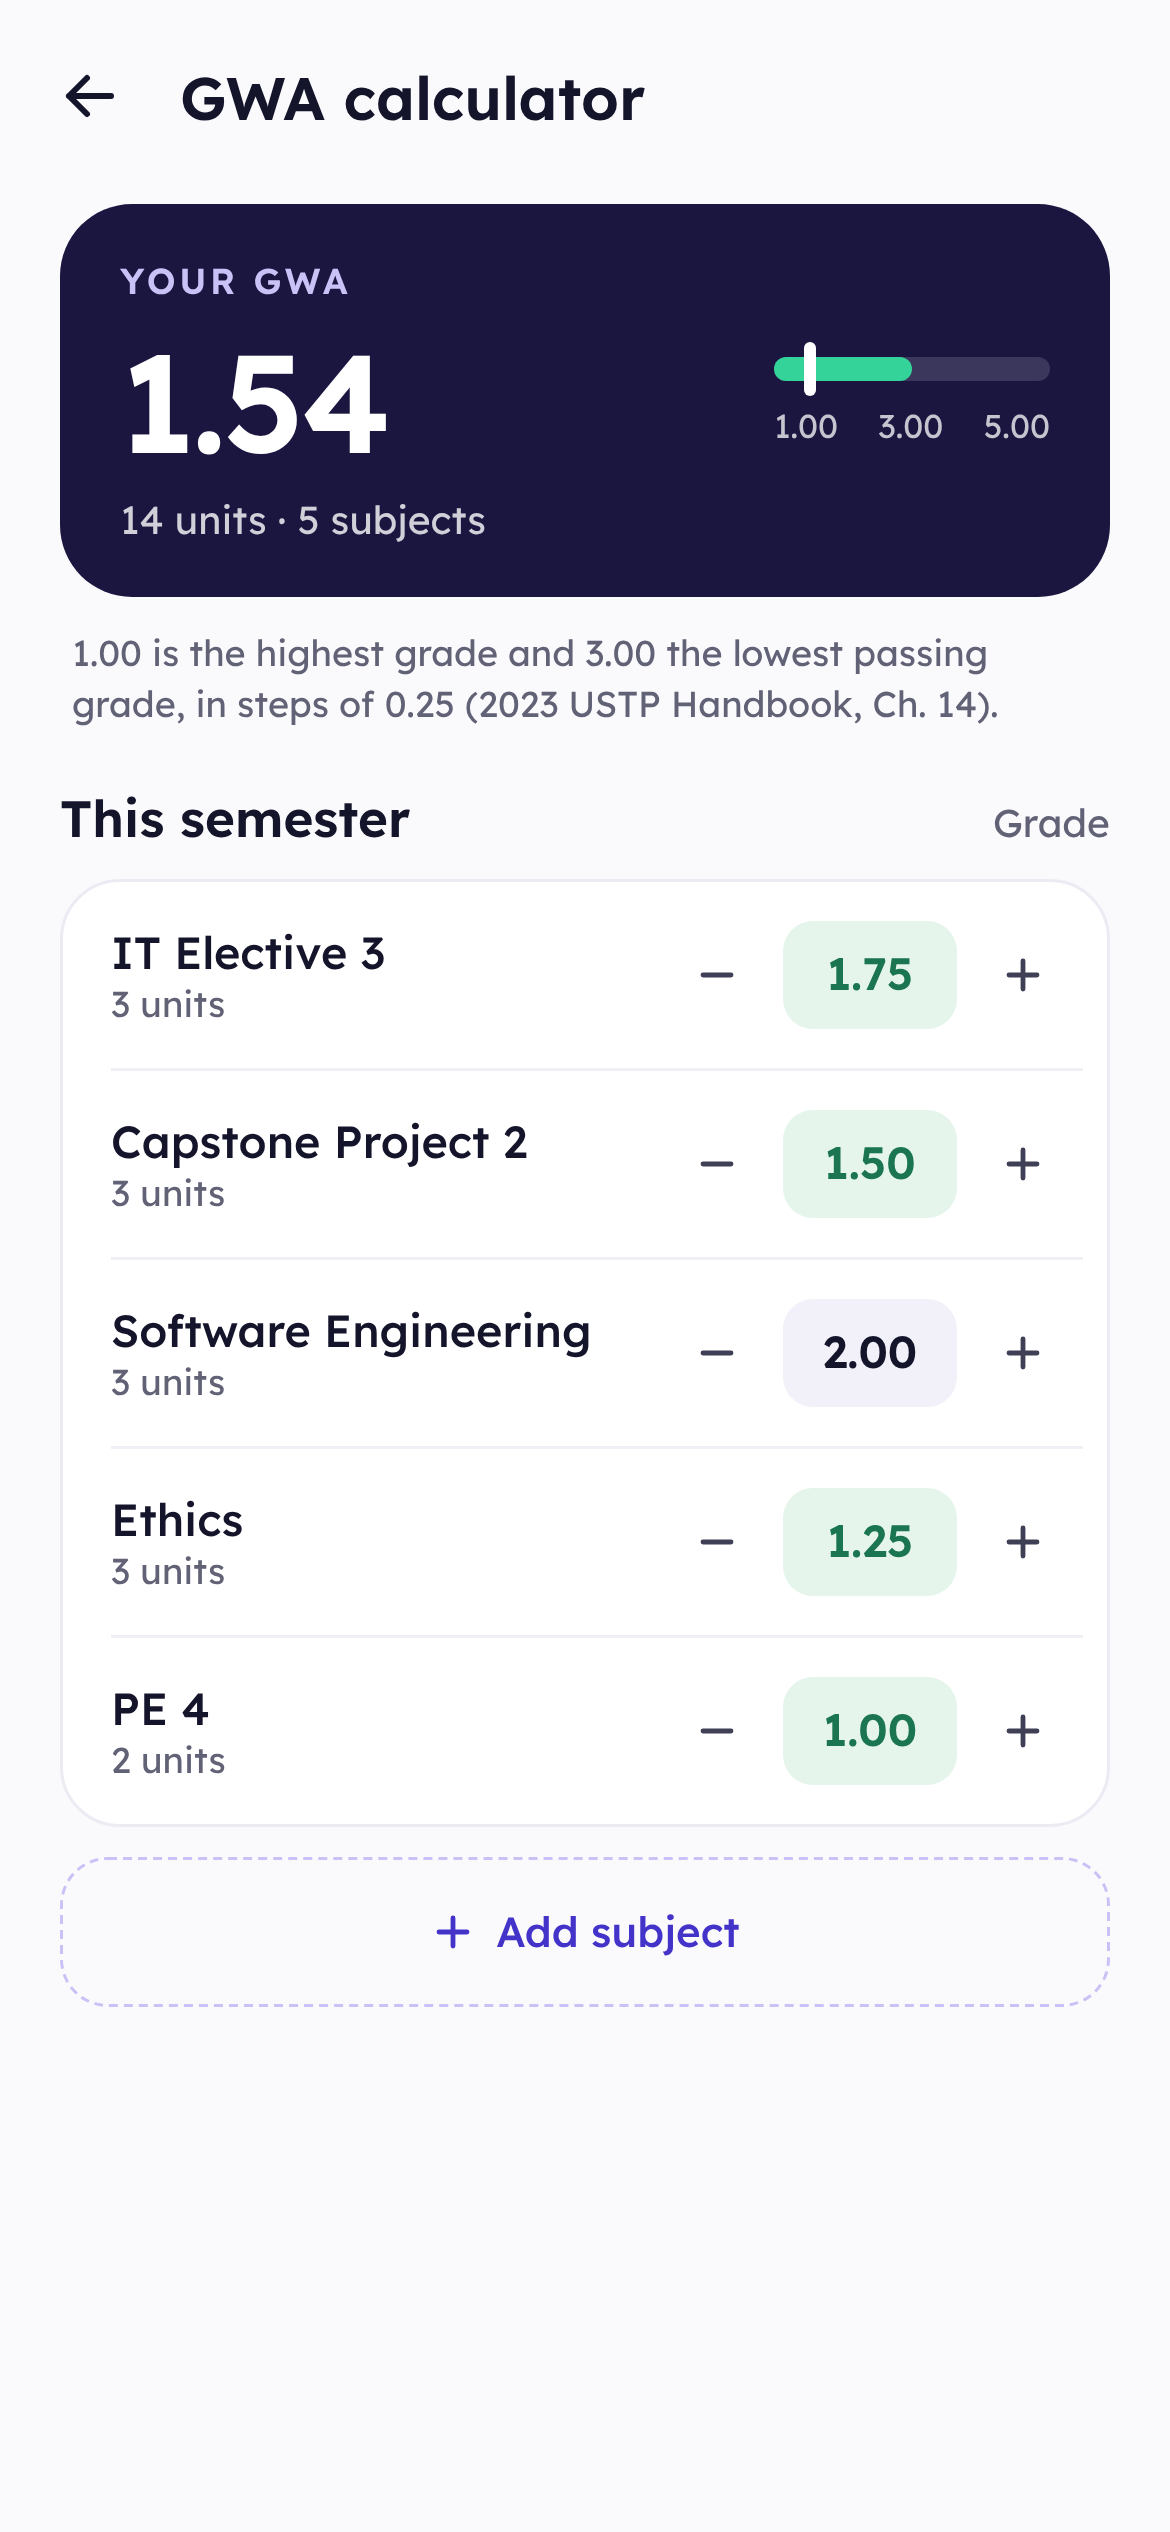 GWA calculator
YOUR GWA
1.54
1.00 3.00 5.00
14 units · 5 subjects
1.00 is the highest grade and 3.00 the lowest passing
grade, in steps of 0.25 (2023 USTP Handbook, Ch. 14).
This semester Grade
IT Elective 3
3 units
− 1.75 +
Capstone Project 2
3 units
− 1.50 +
Software Engineering
3 units
− 2.00 +
Ethics
3 units
− 1.25 +
PE 4
2 units
− 1.00 +
+ Add subject